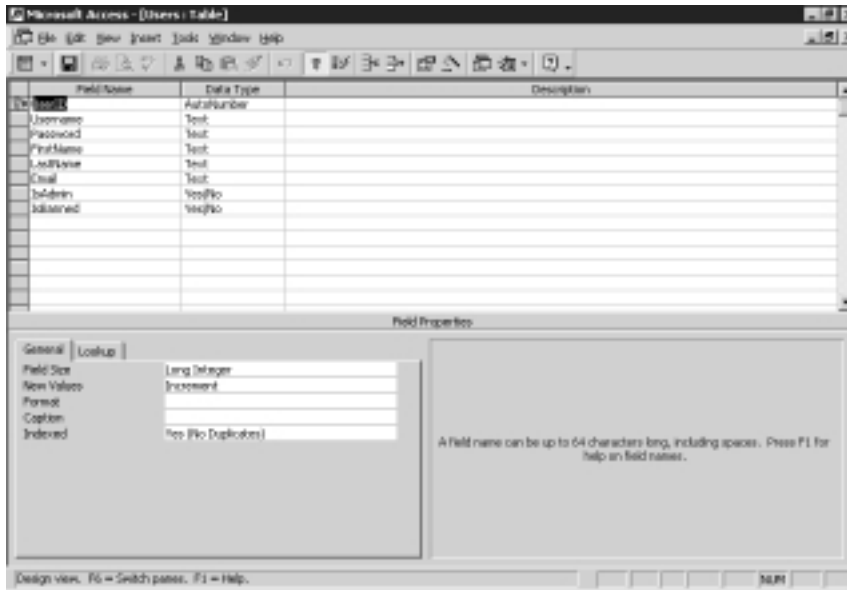 Microsoft Access - [Users : Table]
File Edit View Insert Tools Window Help
Field Name Data Type Description
UserID AutoNumber
Username Text
Password Text
FirstName Text
LastName Text
Email Text
IsAdmin Yes/No
IsBanned Yes/No
Field Properties
General Lookup
Field Size Long Integer
New Values Increment
Format
Caption
Indexed Yes (No Duplicates)
A field name can be up to 64 characters long, including spaces. Press F1 for
help on field names.
Design view. F6 = Switch panes. F1 = Help. NUM